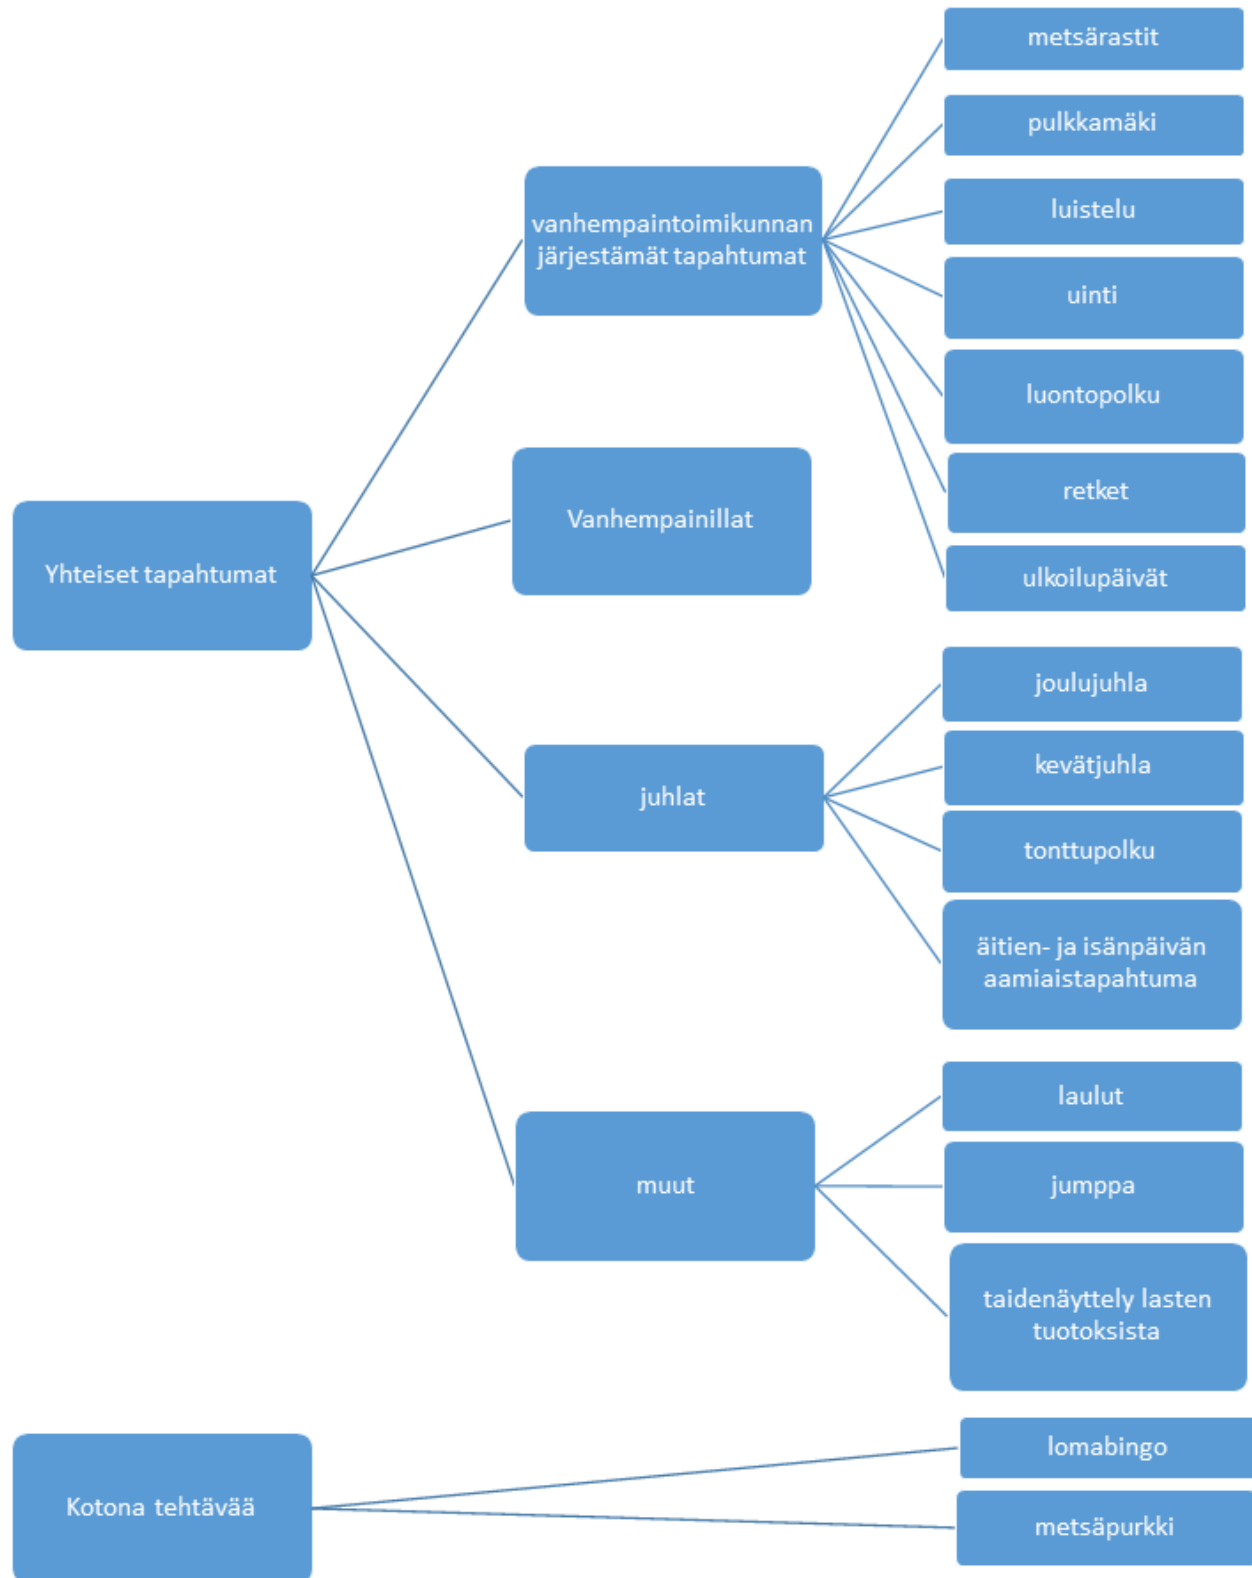 Yhteiset tapahtumat
vanhempaintoimikunnan
järjestämät tapahtumat
metsärastit
pulkkamäki
luistelu
uinti
luontopolku
retket
ulkoilupäivät
Vanhempainillat
juhlat
joulujuhla
kevätjuhla
tonttupolku
äitien- ja isänpäivän
aamiaistapahtuma
muut
laulut
jumppa
taidenäyttely lasten
tuotoksista
Kotona tehtävää
lomabingo
metsäpurkki